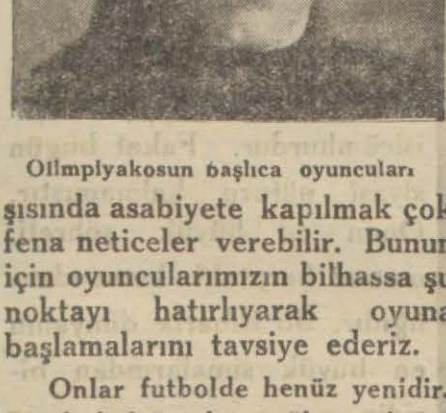 Olimpiyakosun başlıca oyuncuları
şısında asabiyete kapılmak çok
fena neticeler verebilir. Bunun
için oyuncularımızın bilhassa şu
noktayı hatırlıyarak oyuna
başlamalarını tavsiye ederiz.
Onlar futbolde henüz yenidir.